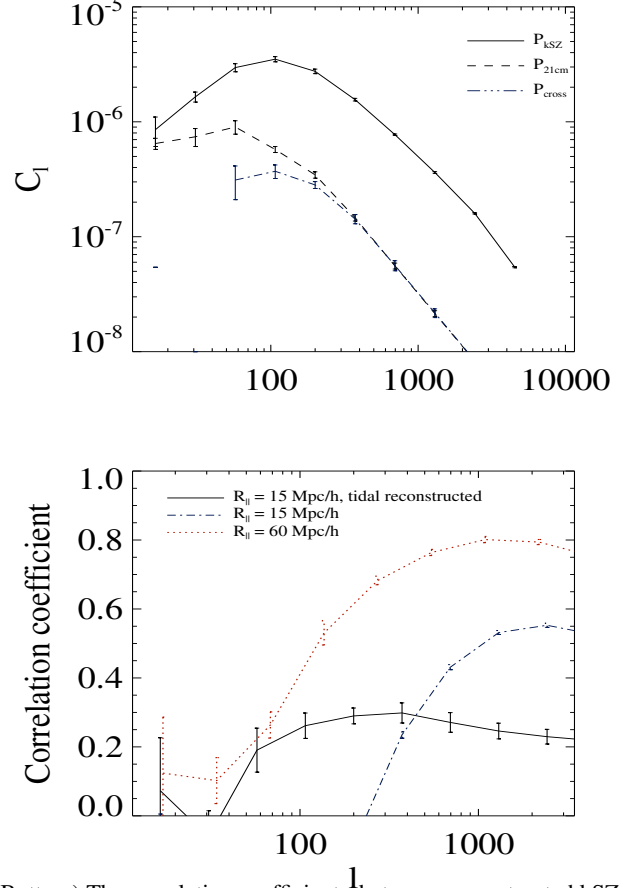 10⁻⁵
P_kSZ
P_21cm
P_cross
10⁻⁶
C_l
10⁻⁷
10⁻⁸
100 1000 10000
1.0
R_|| = 15 Mpc/h, tidal reconstructed
R_|| = 15 Mpc/h
R_|| = 60 Mpc/h
0.8
0.6
Correlation coefficient
0.4
0.2
0.0
100 1000
l